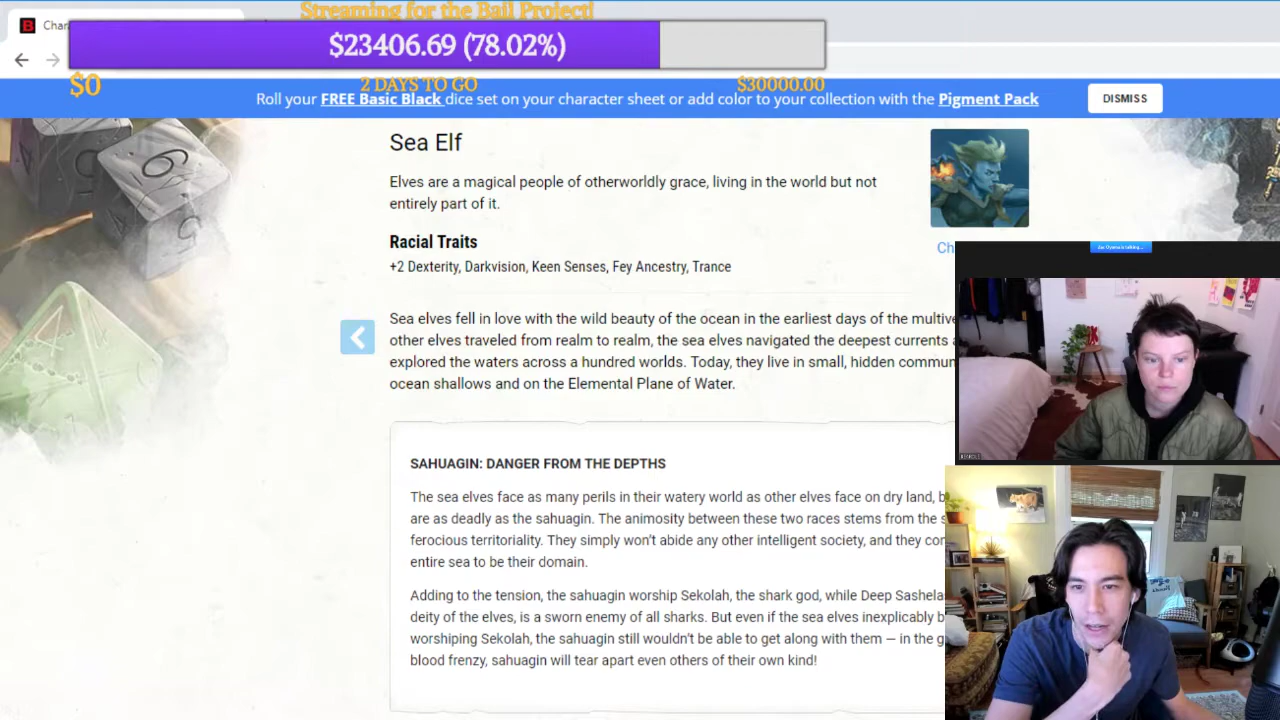 Streaming for the Bail Project!
Char
$23406.69 (78.02%)
$0
2 DAYS TO GO
$30000.00
Roll your FREE Basic Black dice set on your character sheet or add color to your collection with the Pigment Pack
DISMISS
Sea Elf
Elves are a magical people of otherworldly grace, living in the world but not
entirely part of it.
Racial Traits
+2 Dexterity, Darkvision, Keen Senses, Fey Ancestry, Trance
Ch
Sea elves fell in love with the wild beauty of the ocean in the earliest days of the multive
other elves traveled from realm to realm, the sea elves navigated the deepest currents a
explored the waters across a hundred worlds. Today, they live in small, hidden commun
ocean shallows and on the Elemental Plane of Water.
SAHUAGIN: DANGER FROM THE DEPTHS
The sea elves face as many perils in their watery world as other elves face on dry land, b
are as deadly as the sahuagin. The animosity between these two races stems from the s
ferocious territoriality. They simply won't abide any other intelligent society, and they con
entire sea to be their domain.
Adding to the tension, the sahuagin worship Sekolah, the shark god, while Deep Sashela
deity of the elves, is a sworn enemy of all sharks. But even if the sea elves inexplicably b
worshiping Sekolah, the sahuagin still wouldn't be able to get along with them — in the g
blood frenzy, sahuagin will tear apart even others of their own kind!